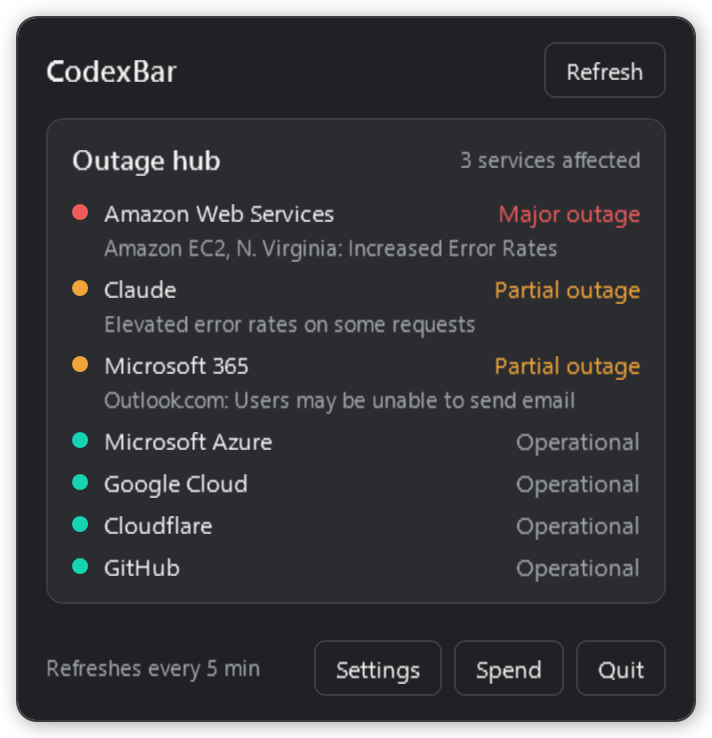 CodexBar
Refresh
Outage hub
3 services affected
Amazon Web Services
Major outage
Amazon EC2, N. Virginia: Increased Error Rates
Claude
Partial outage
Elevated error rates on some requests
Microsoft 365
Partial outage
Outlook.com: Users may be unable to send email
Microsoft Azure
Operational
Google Cloud
Operational
Cloudflare
Operational
GitHub
Operational
Refreshes every 5 min
Settings
Spend
Quit